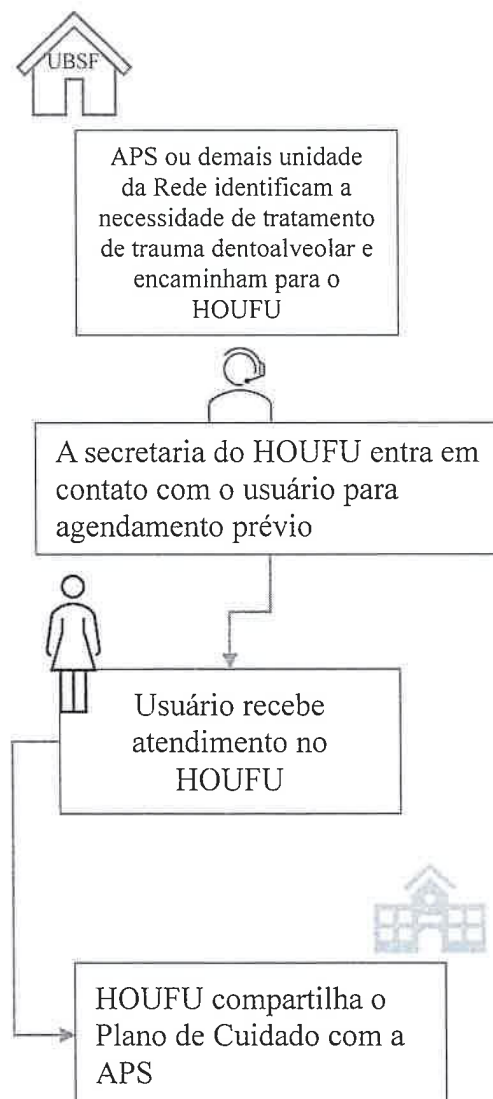 UBSF
APS ou demais unidade
da Rede identificam a
necessidade de tratamento
de trauma dentoalveolar e
encaminham para o
HOUFU
A secretaria do HOUFU entra em
contato com o usuário para
agendamento prévio
Usuário recebe
atendimento no
HOUFU
HOUFU compartilha o
Plano de Cuidado com a
APS